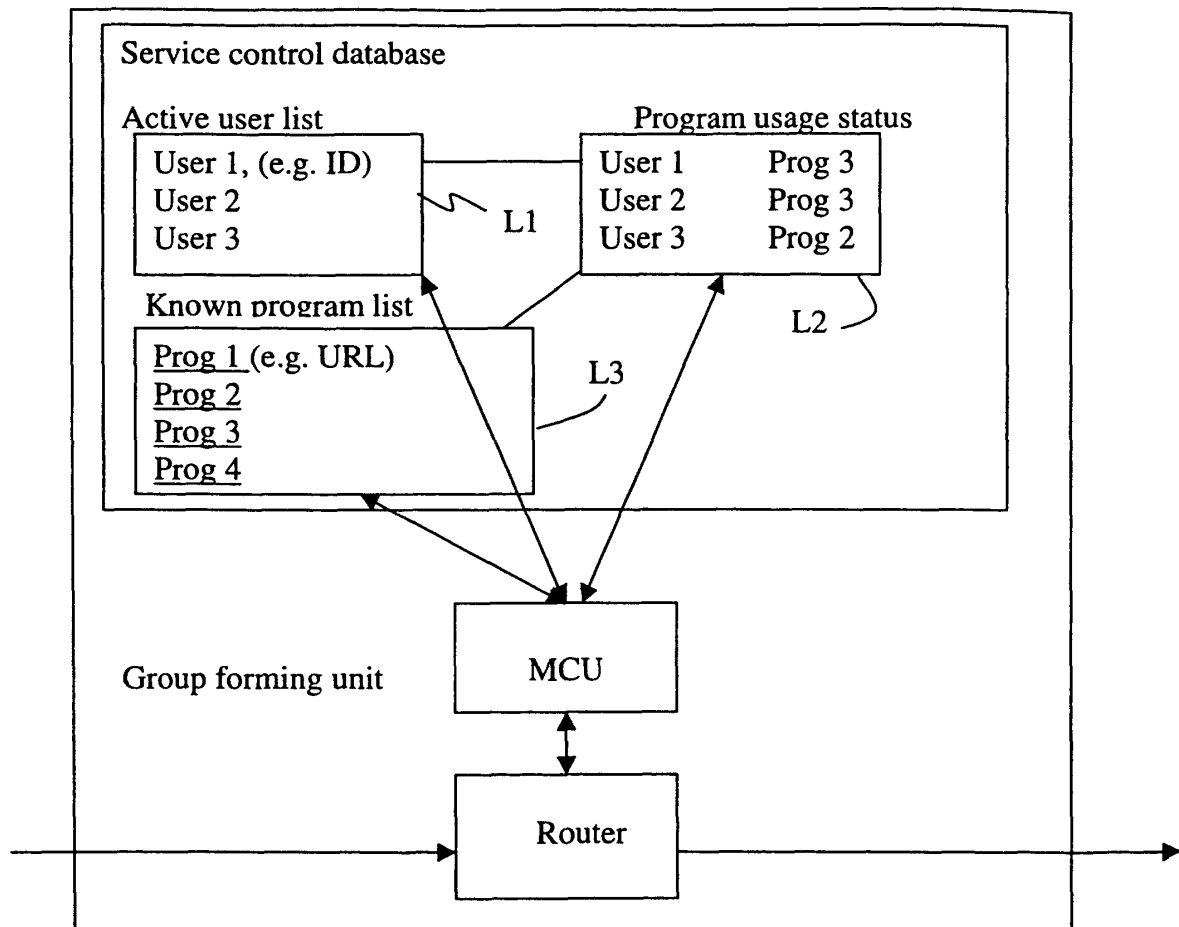 Service control database
Active user list
User 1, (e.g. ID)
User 2
User 3
L1
Program usage status
User 1 Prog 3
User 2 Prog 3
User 3 Prog 2
L2
Known program list
Prog 1 (e.g. URL)
Prog 2
Prog 3
Prog 4
L3
Group forming unit
MCU
Router